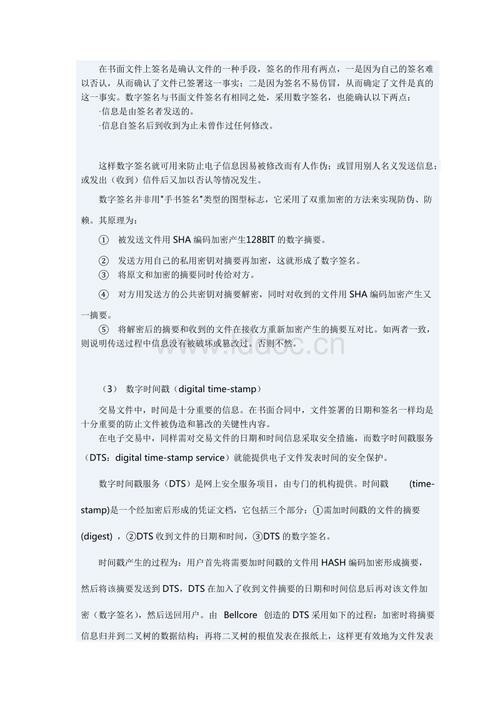 在书面文件上签名是确认文件的一种手段，签名的作用有两点，一是因为自己的签名难
以否认，从而确认了文件已签署这一事实；二是因为签名不易仿冒，从而确定了文件是真的
这一事实。数字签名与书面文件签名有相同之处，采用数字签名，也能确认以下两点：
·信息是由签名者发送的。
·信息自签名后到收到为止未曾作过任何修改。
这样数字签名就可用来防止电子信息因易被修改而有人作伪；或冒用别人名义发送信息；
或发出（收到）信件后又加以否认等情况发生。
数字签名并非用"手书签名"类型的图型标志，它采用了双重加密的方法来实现防伪、防
赖。其原理为：
① 被发送文件用 SHA 编码加密产生128BIT 的数字摘要。
② 发送方用自己的私用密钥对摘要再加密，这就形成了数字签名。
③ 将原文和加密的摘要同时传给对方。
④ 对方用发送方的公共密钥对摘要解密，同时对收到的文件用 SHA 编码加密产生又
一摘要。
⑤ 将解密后的摘要和收到的文件在接收方重新加密产生的摘要互对比。如两者一致，
则说明传送过程中信息没有被破坏或篡改过。否则不然。
www.iddoc.cn
（3） 数字时间戳（digital time-stamp）
交易文件中，时间是十分重要的信息。在书面合同中，文件签署的日期和签名一样均是
十分重要的防止文件被伪造和篡改的关键性内容。
在电子交易中，同样需对交易文件的日期和时间信息采取安全措施，而数字时间戳服务
（DTS：digital time-stamp service）就能提供电子文件发表时间的安全保护。
数字时间戳服务（DTS）是网上安全服务项目，由专门的机构提供。时间戳 (time-
stamp)是一个经加密后形成的凭证文档，它包括三个部分：①需加时间戳的文件的摘要
(digest) ，②DTS 收到文件的日期和时间，③DTS 的数字签名。
时间戳产生的过程为：用户首先将需要加时间戳的文件用 HASH 编码加密形成摘要，
然后将该摘要发送到 DTS，DTS 在加入了收到文件摘要的日期和时间信息后再对该文件加
密（数字签名），然后送回用户。由 Bellcore 创造的 DTS 采用如下的过程：加密时将摘要
信息归并到二叉树的数据结构；再将二叉树的根值发表在报纸上，这样更有效地为文件发表